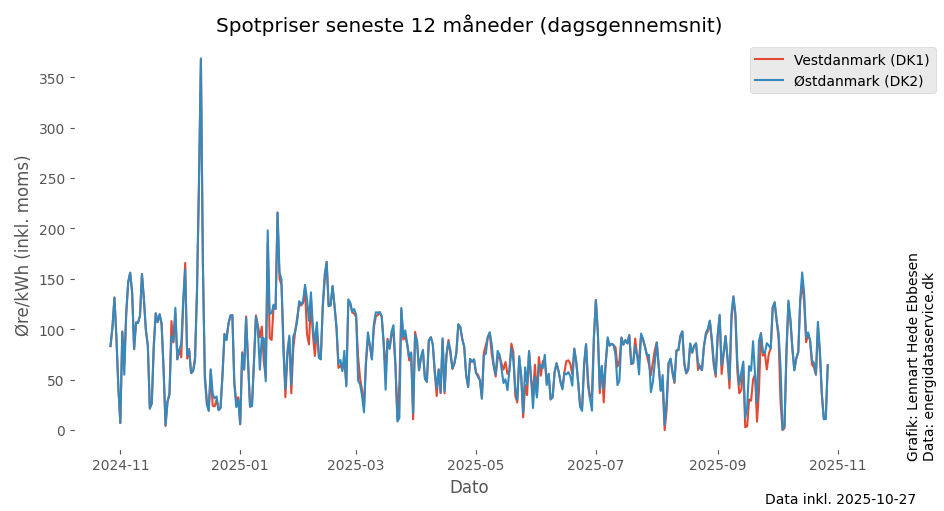 Spotpriser seneste 12 måneder (dagsgennemsnit)
Vestdanmark (DK1)
Østdanmark (DK2)
Øre/kWh (inkl. moms)
350
300
250
200
150
100
50
0
2024-11
2025-01
2025-03
2025-05
2025-07
2025-09
2025-11
Dato
Grafik: Lennart Hede Ebbesen
Data: energidataservice.dk
Data inkl. 2025-10-27